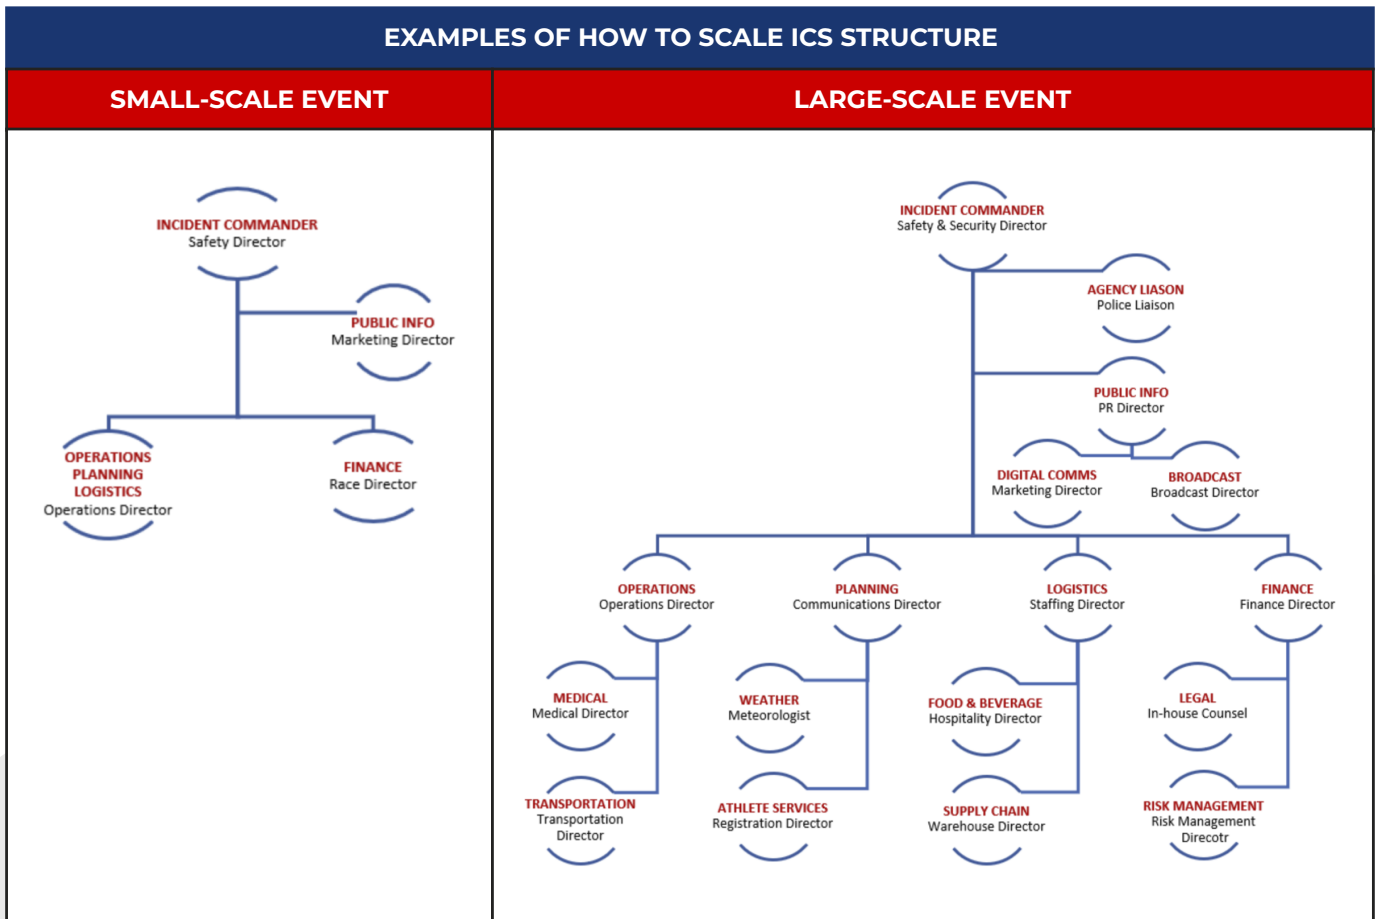 EXAMPLES OF HOW TO SCALE ICS STRUCTURE
SMALL-SCALE EVENT
INCIDENT COMMANDER
Safety Director
PUBLIC INFO
Marketing Director
OPERATIONS
PLANNING
LOGISTICS
Operations Director
FINANCE
Race Director
LARGE-SCALE EVENT
INCIDENT COMMANDER
Safety & Security Director
AGENCY LIASON
Police Liaison
PUBLIC INFO
PR Director
DIGITAL COMMS
Marketing Director
BROADCAST
Broadcast Director
OPERATIONS
Operations Director
PLANNING
Communications Director
LOGISTICS
Staffing Director
FINANCE
Finance Director
MEDICAL
Medical Director
WEATHER
Meteorologist
FOOD & BEVERAGE
Hospitality Director
LEGAL
In-house Counsel
TRANSPORTATION
Transportation
Director
ATHLETE SERVICES
Registration Director
SUPPLY CHAIN
Warehouse Director
RISK MANAGEMENT
Risk Management
Direcotr